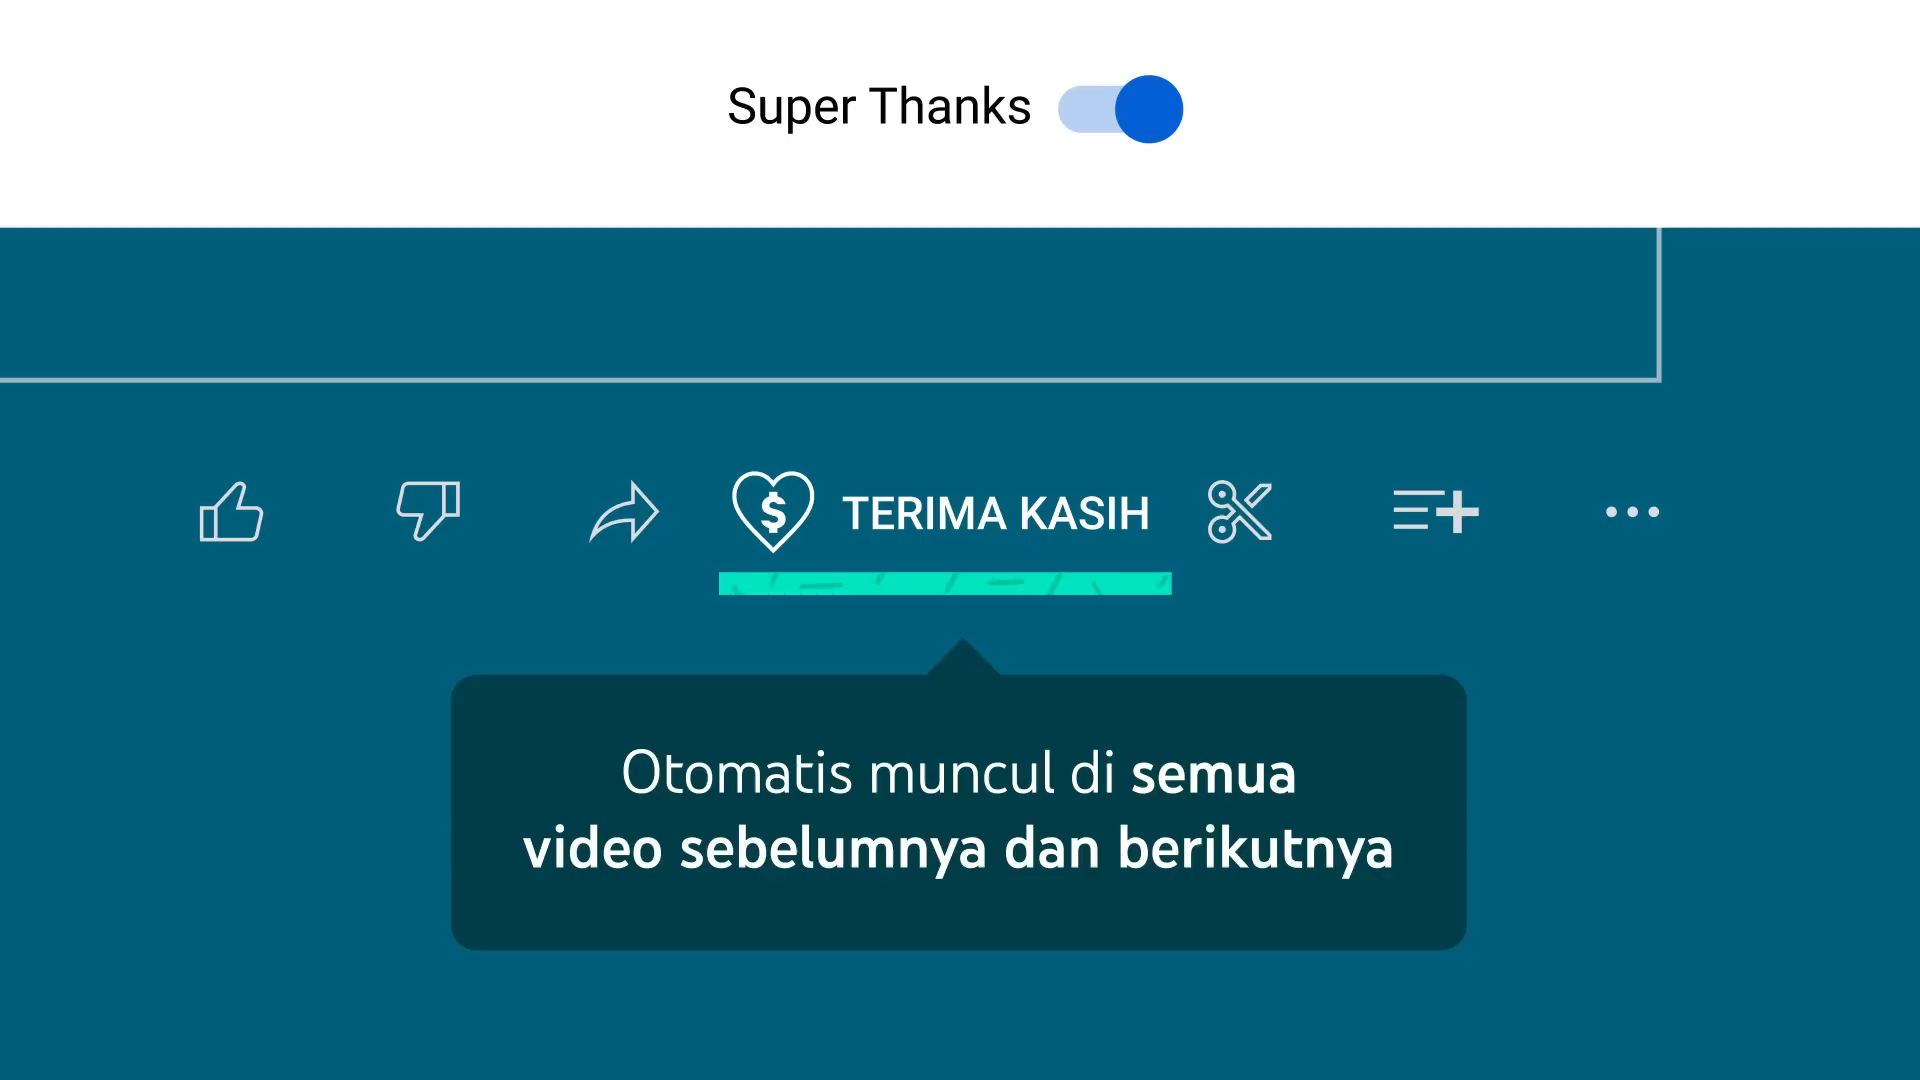 Super Thanks
$ TERIMA KASIH
Otomatis muncul di semua
video sebelumnya dan berikutnya